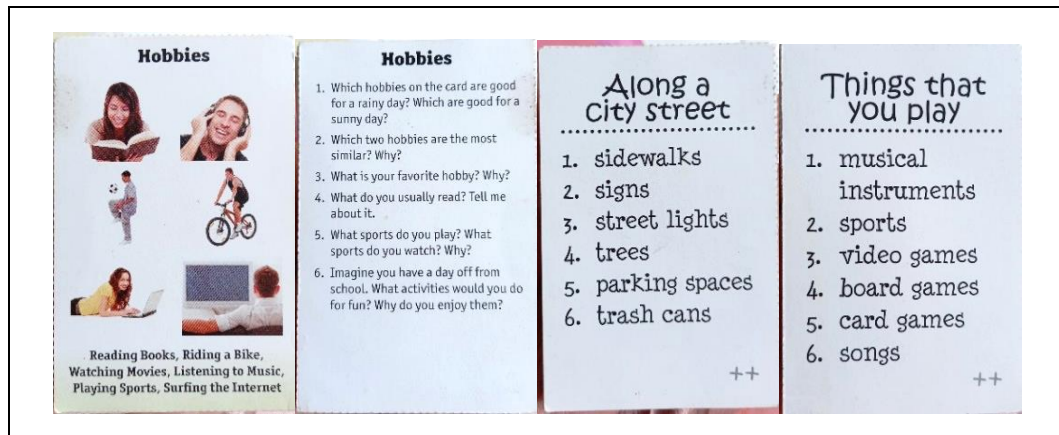 Hobbies
Reading Books, Riding a Bike,
Watching Movies, Listening to Music,
Playing Sports, Surfing the Internet
Hobbies
1. Which hobbies on the card are good
for a rainy day? Which are good for a
sunny day?
2. Which two hobbies are the most
similar? Why?
3. What is your favorite hobby? Why?
4. What do you usually read? Tell me
about it.
5. What sports do you play? What
sports do you watch? Why?
6. Imagine you have a day off from
school. What activities would you do
for fun? Why do you enjoy them?
Along a
city street
1. sidewalks
2. signs
3. street lights
4. trees
5. parking spaces
6. trash cans
++
Things that
you play
1. musical
instruments
2. sports
3. video games
4. board games
5. card games
6. songs
++